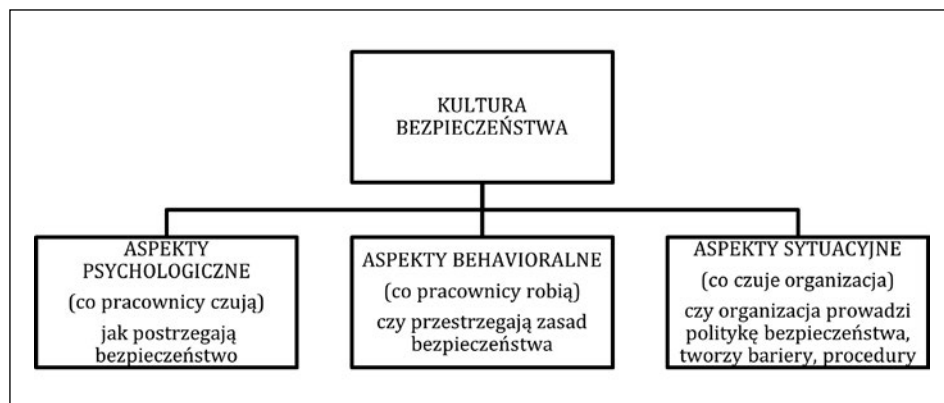 KULTURA
BEZPIECZEŃSTWA
ASPEKTY
PSYCHOLOGICZNE
(co pracownicy czują)
jak postrzegają
bezpieczeństwo
ASPEKTY BEHAVIORALNE
(co pracownicy robią)
czy przestrzegają zasad
bezpieczeństwa
ASPEKTY SYTUACYJNE
(co czuje organizacja)
czy organizacja prowadzi
politykę bezpieczeństwa,
tworzy bariery, procedury